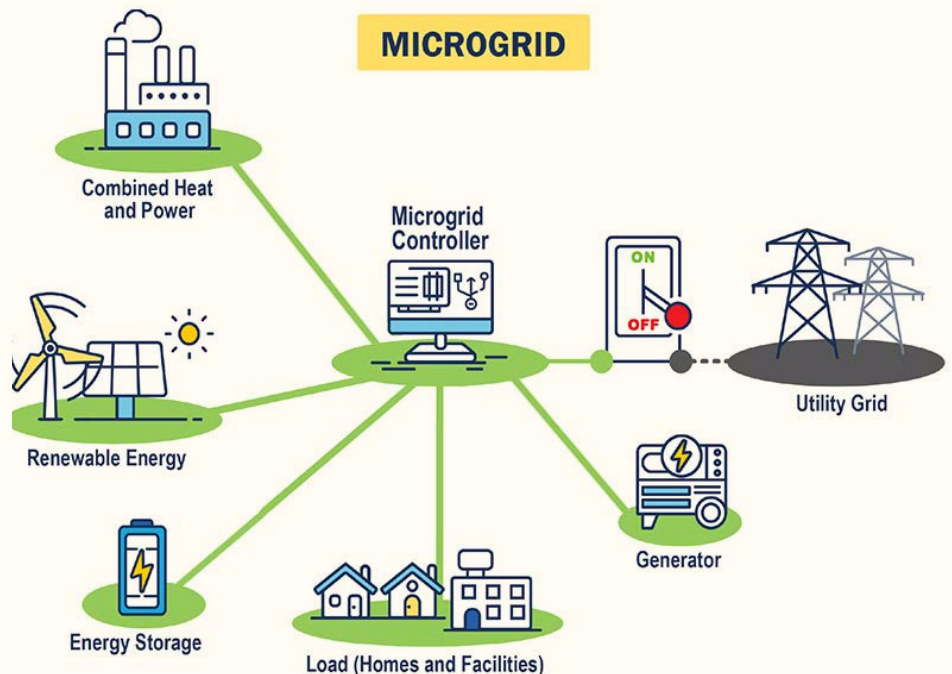 MICROGRID
Combined Heat
and Power
Microgrid
Controller
ON
OFF
Utility Grid
Renewable Energy
Generator
Energy Storage
Load (Homes and Facilities)